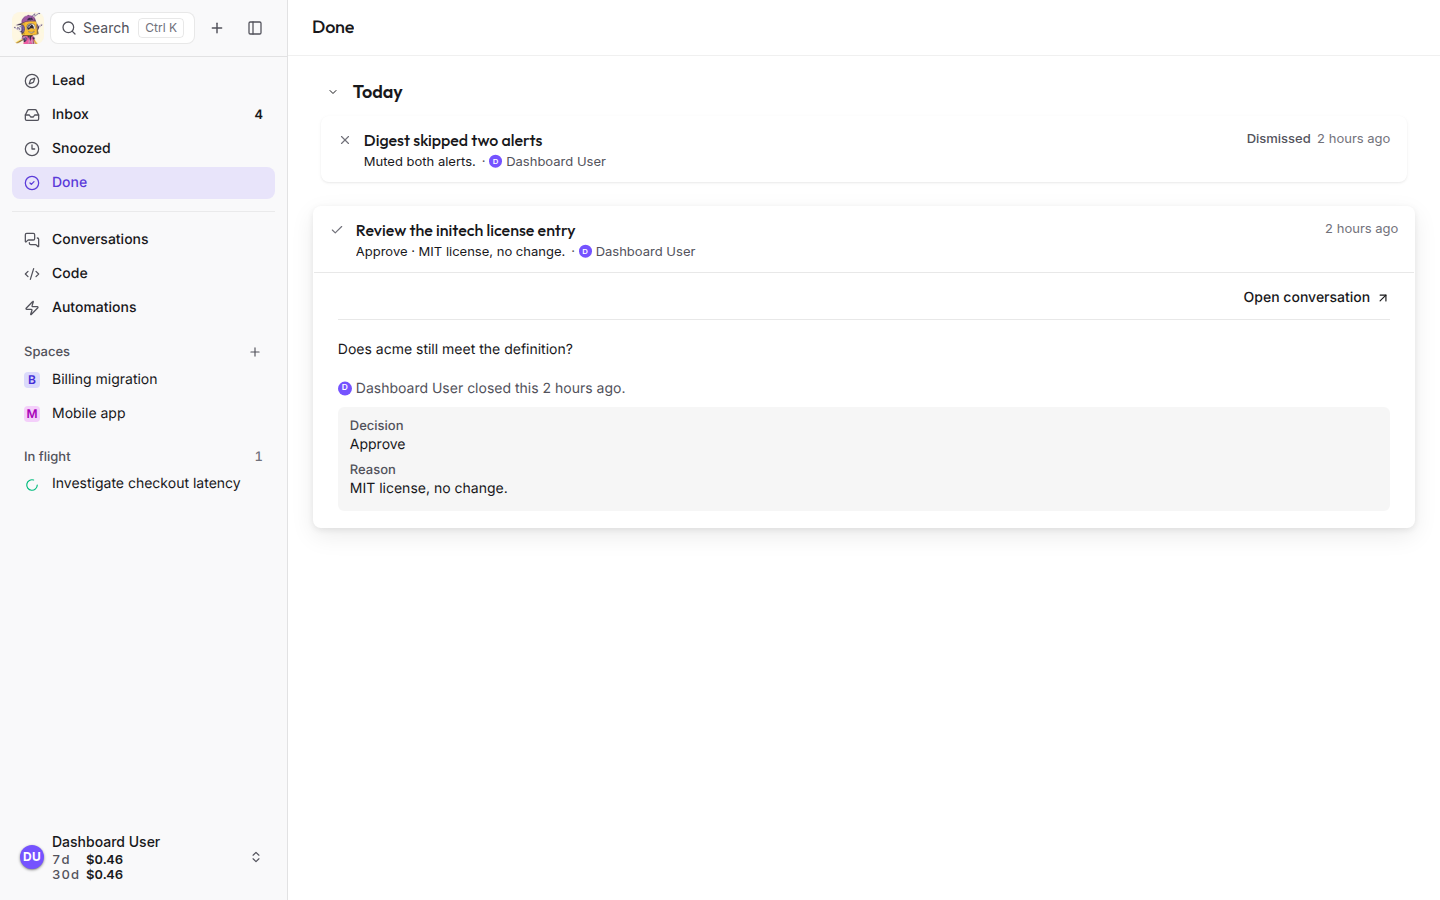 Search Ctrl K
Lead
Inbox 4
Snoozed
Done
Conversations
Code
Automations
Spaces
B Billing migration
M Mobile app
In flight 1
Investigate checkout latency
DU Dashboard User
7d $0.46
30d $0.46
Done
Today
Digest skipped two alerts Dismissed 2 hours ago
Muted both alerts. · D Dashboard User
Review the initech license entry 2 hours ago
Approve · MIT license, no change. · D Dashboard User
Open conversation
Does acme still meet the definition?
D Dashboard User closed this 2 hours ago.
Decision
Approve
Reason
MIT license, no change.